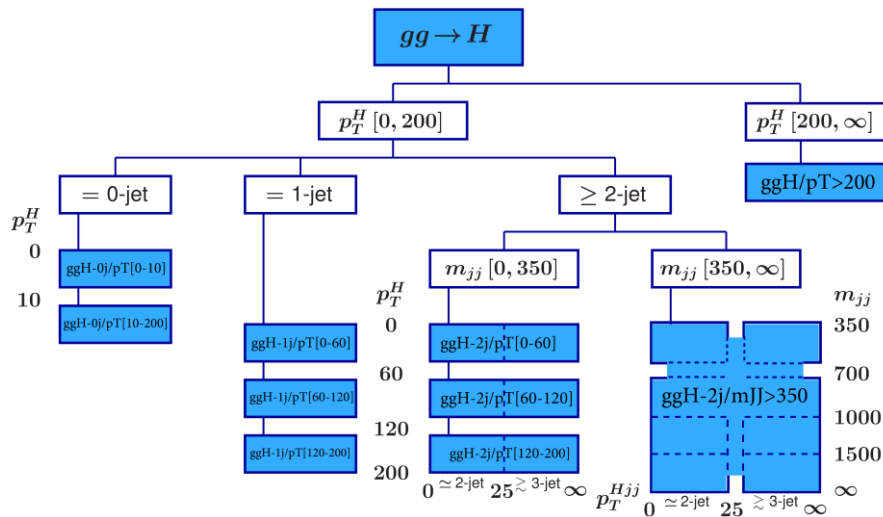 gg → H
p_T^H [0, 200]
p_T^H [200, ∞]
ggH/pT>200
= 0-jet
= 1-jet
≥ 2-jet
p_T^H
0
ggH-0j/pT[0-10]
10
ggH-0j/pT[10-200]
m_jj [0, 350]
m_jj [350, ∞]
p_T^H
m_jj
0
350
ggH-1j/pT[0-60]
ggH-2j/pT[0-60]
60
700
ggH-1j/pT[60-120]
ggH-2j/pT[60-120]
ggH-2j/mJJ>350
120
1000
ggH-1j/pT[120-200]
ggH-2j/pT[120-200]
1500
200
∞
0 ≃ 2-jet 25 ≳ 3-jet ∞
p_T^Hjj 0 ≃ 2-jet 25 ≳ 3-jet ∞